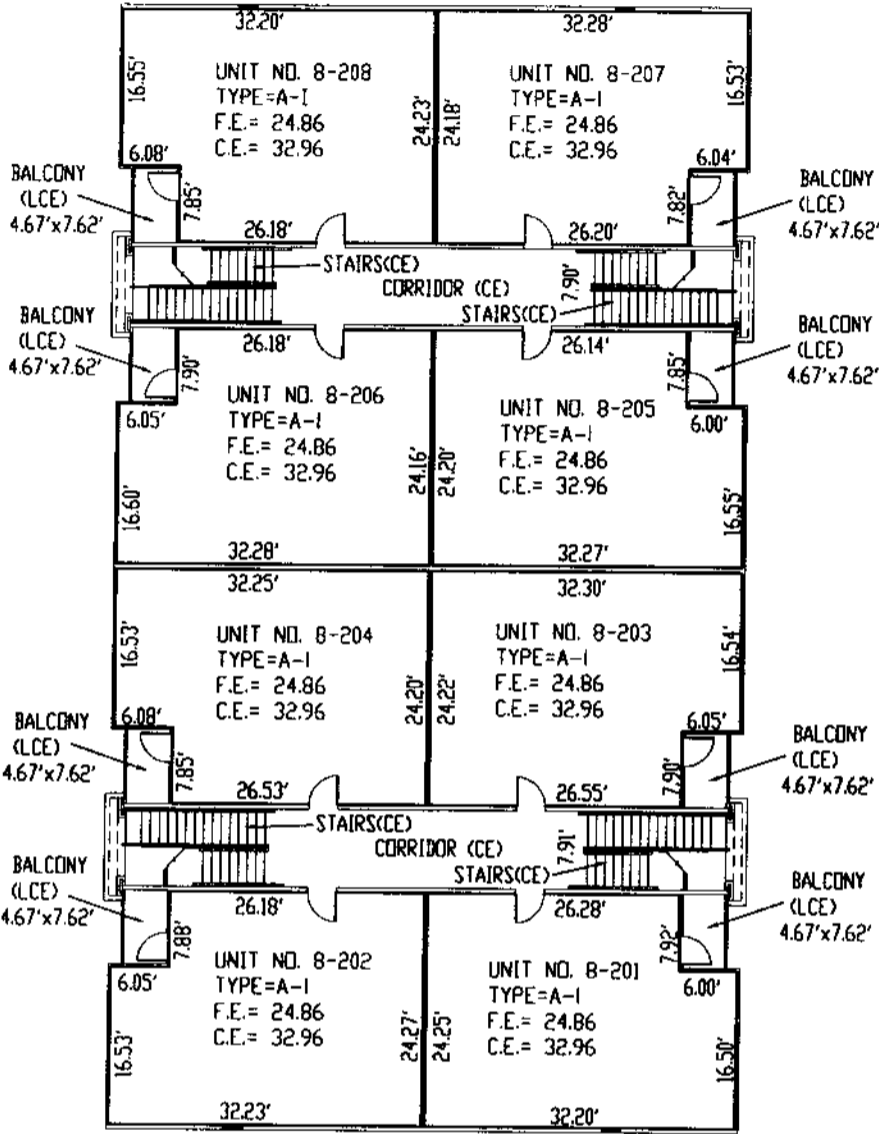 32.20'
32.28'
16.55'
UNIT NO. 8-208
TYPE=A-1
F.E.= 24.86
C.E.= 32.96
24.23'
24.18'
UNIT NO. 8-207
TYPE=A-1
F.E.= 24.86
C.E.= 32.96
16.53'
6.08'
6.04'
BALCONY
(LCE)
4.67'x7.62'
7.85'
7.82'
BALCONY
(LCE)
4.67'x7.62'
26.18'
26.20'
STAIRS(CE)
CORRIDOR (CE)
7.90'
STAIRS(CE)
BALCONY
(LCE)
4.67'x7.62'
7.90'
26.18'
26.14'
7.85'
BALCONY
(LCE)
4.67'x7.62'
6.05'
6.00'
UNIT NO. 8-206
TYPE=A-1
F.E.= 24.86
C.E.= 32.96
16.60'
24.16'
24.20'
UNIT NO. 8-205
TYPE=A-1
F.E.= 24.86
C.E.= 32.96
16.55'
32.28'
32.27'
32.25'
32.30'
16.53'
UNIT NO. 8-204
TYPE=A-1
F.E.= 24.86
C.E.= 32.96
24.20'
24.22'
UNIT NO. 8-203
TYPE=A-1
F.E.= 24.86
C.E.= 32.96
16.54'
6.08'
6.05'
BALCONY
(LCE)
4.67'x7.62'
7.85'
7.90'
BALCONY
(LCE)
4.67'x7.62'
26.53'
26.55'
STAIRS(CE)
CORRIDOR (CE)
7.91'
STAIRS(CE)
BALCONY
(LCE)
4.67'x7.62'
7.88'
26.18'
26.28'
7.92'
BALCONY
(LCE)
4.67'x7.62'
6.05'
6.00'
UNIT NO. 8-202
TYPE=A-1
F.E.= 24.86
C.E.= 32.96
16.53'
24.27'
24.25'
UNIT NO. 8-201
TYPE=A-1
F.E.= 24.86
C.E.= 32.96
16.50'
32.23'
32.20'